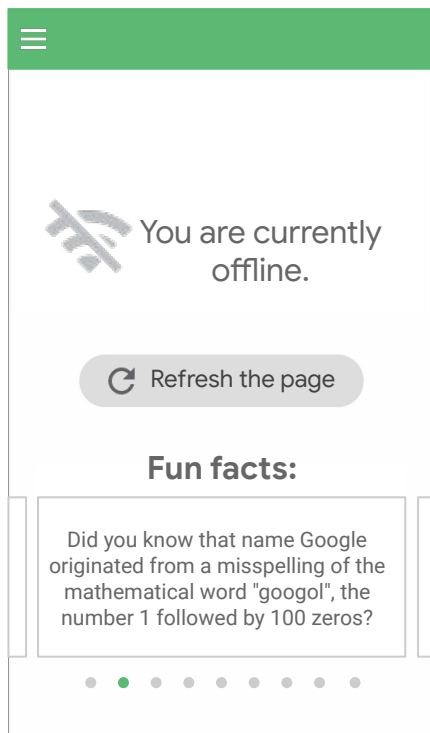 You are currently
offline.
Refresh the page
Fun facts:
Did you know that name Google
originated from a misspelling of the
mathematical word "googol", the
number 1 followed by 100 zeros?